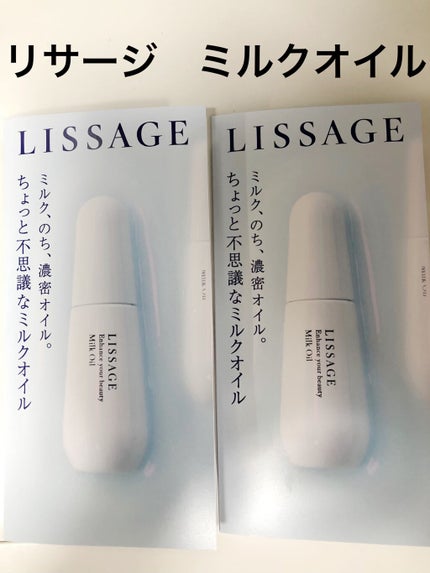 リサージ　ミルクオイル
LISSAGE
ミルク、のち、濃密オイル。
ちょっと不思議なミルクオイル
LISSAGE
Enhance your beauty
Milk Oil
LISSAGE
ミルク、のち、濃密オイル。
ちょっと不思議なミルクオイル
LISSAGE
Enhance your beauty
Milk Oil